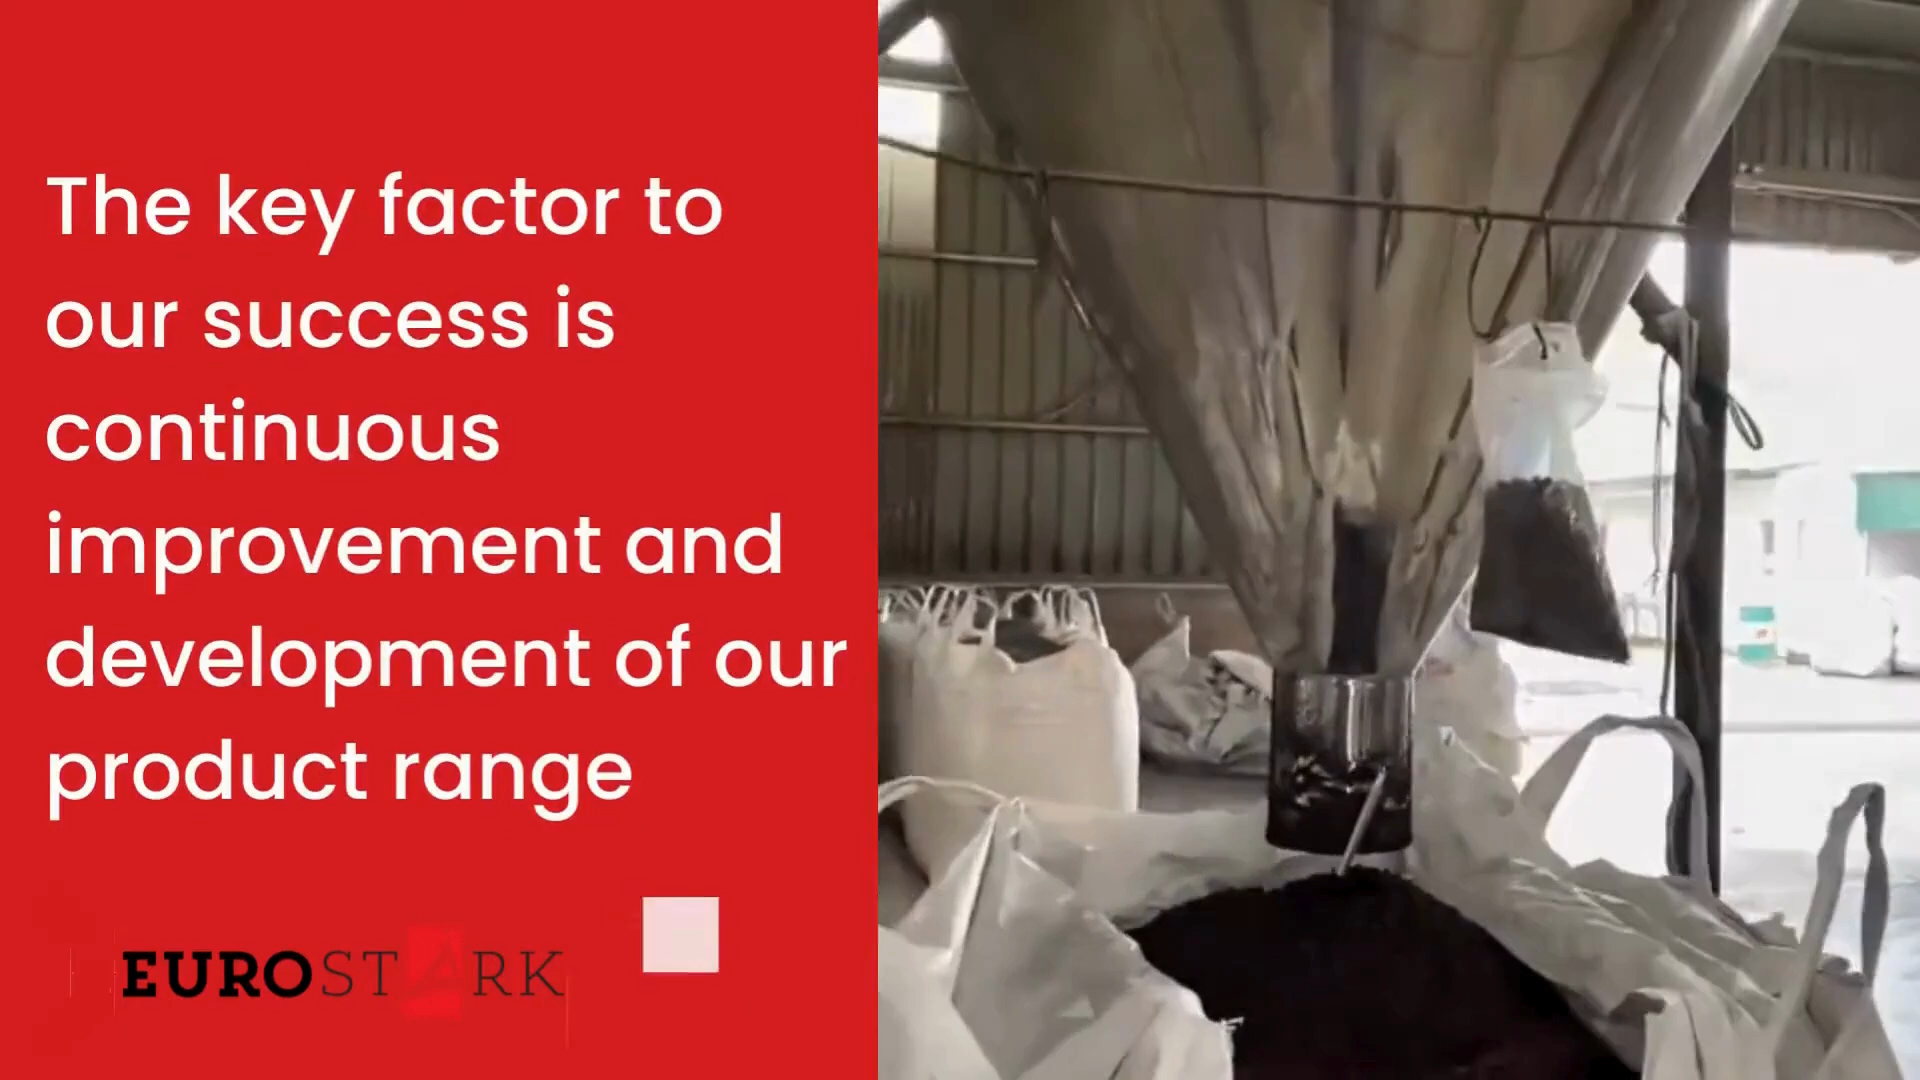 The key factor to
our success is
continuous
improvement and
development of our
product range
EUROSTARK